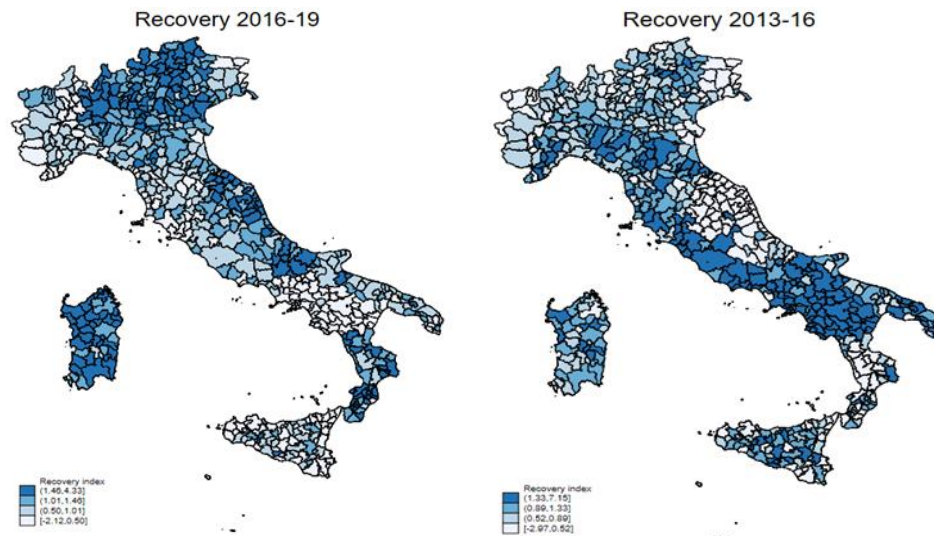 Recovery 2016-19
Recovery 2013-16
Recovery index
(1.46,4.33]
(1.01,1.46]
(0.50,1.01]
[-2.12,0.50]
Recovery index
(1.33,7.15]
(0.89,1.33]
(0.52,0.89]
[-2.97,0.52]